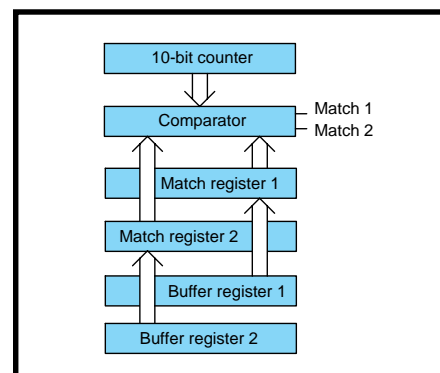 10-bit counter
Comparator
Match 1
Match 2
Match register 1
Match register 2
Buffer register 1
Buffer register 2